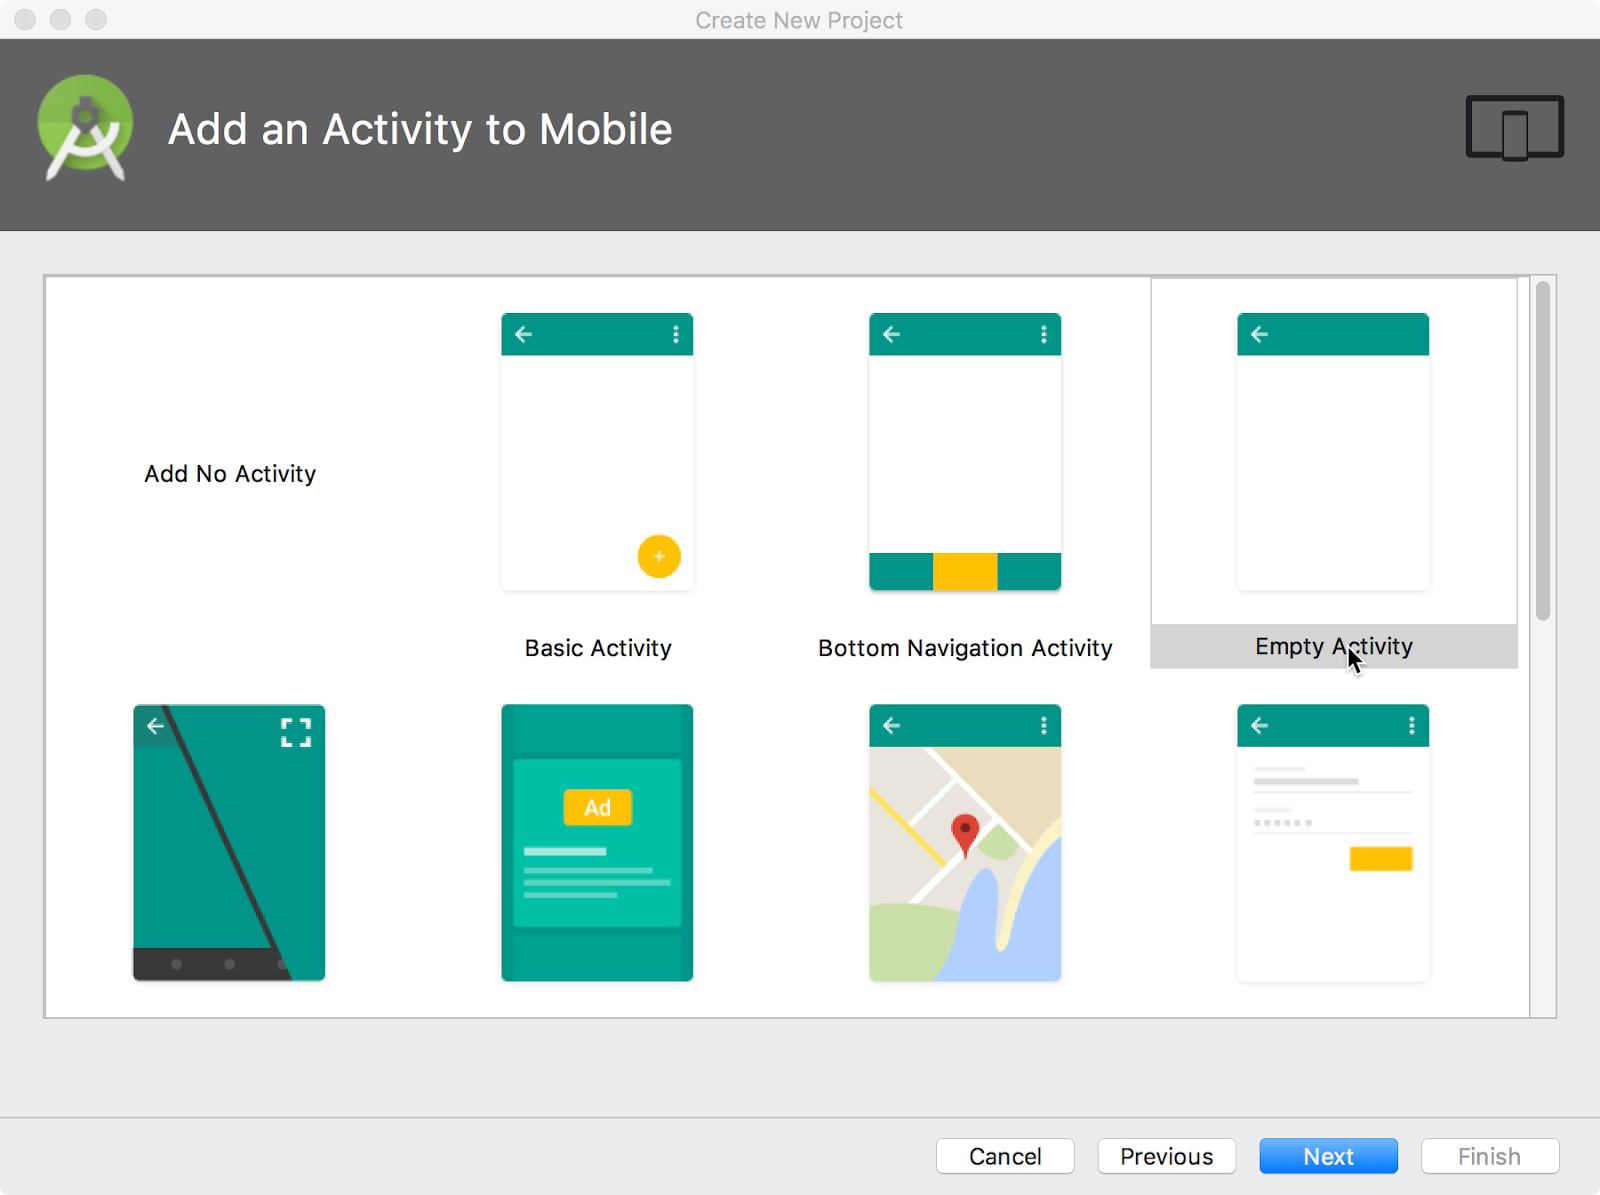 Create New Project
Add an Activity to Mobile
Add No Activity
Basic Activity
Bottom Navigation Activity
Empty Activity
Ad
Cancel
Previous
Next
Finish